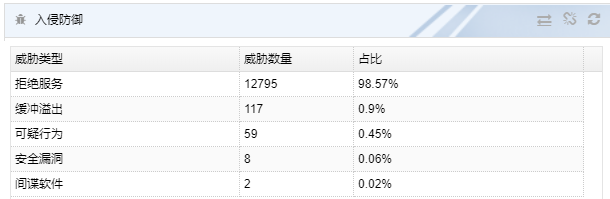 入侵防御
威胁类型 威胁数量 占比
拒绝服务 12795 98.57%
缓冲溢出 117 0.9%
可疑行为 59 0.45%
安全漏洞 8 0.06%
间谍软件 2 0.02%